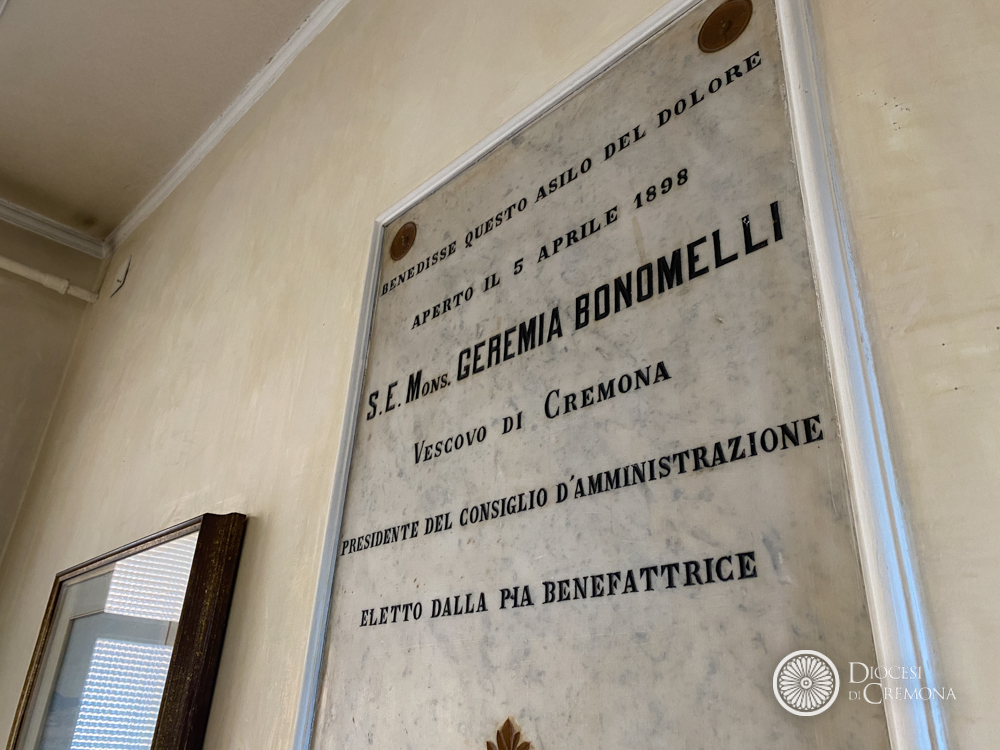 BENEDISSE QUESTO ASILO DEL DOLORE
APERTO IL 5 APRILE 1898
S.E. MONS. GEREMIA BONOMELLI
VESCOVO DI CREMONA
PRESIDENTE DEL CONSIGLIO D'AMMINISTRAZIONE
ELETTO DALLA PIA BENEFATTRICE
DIOCESI
DI CREMONA